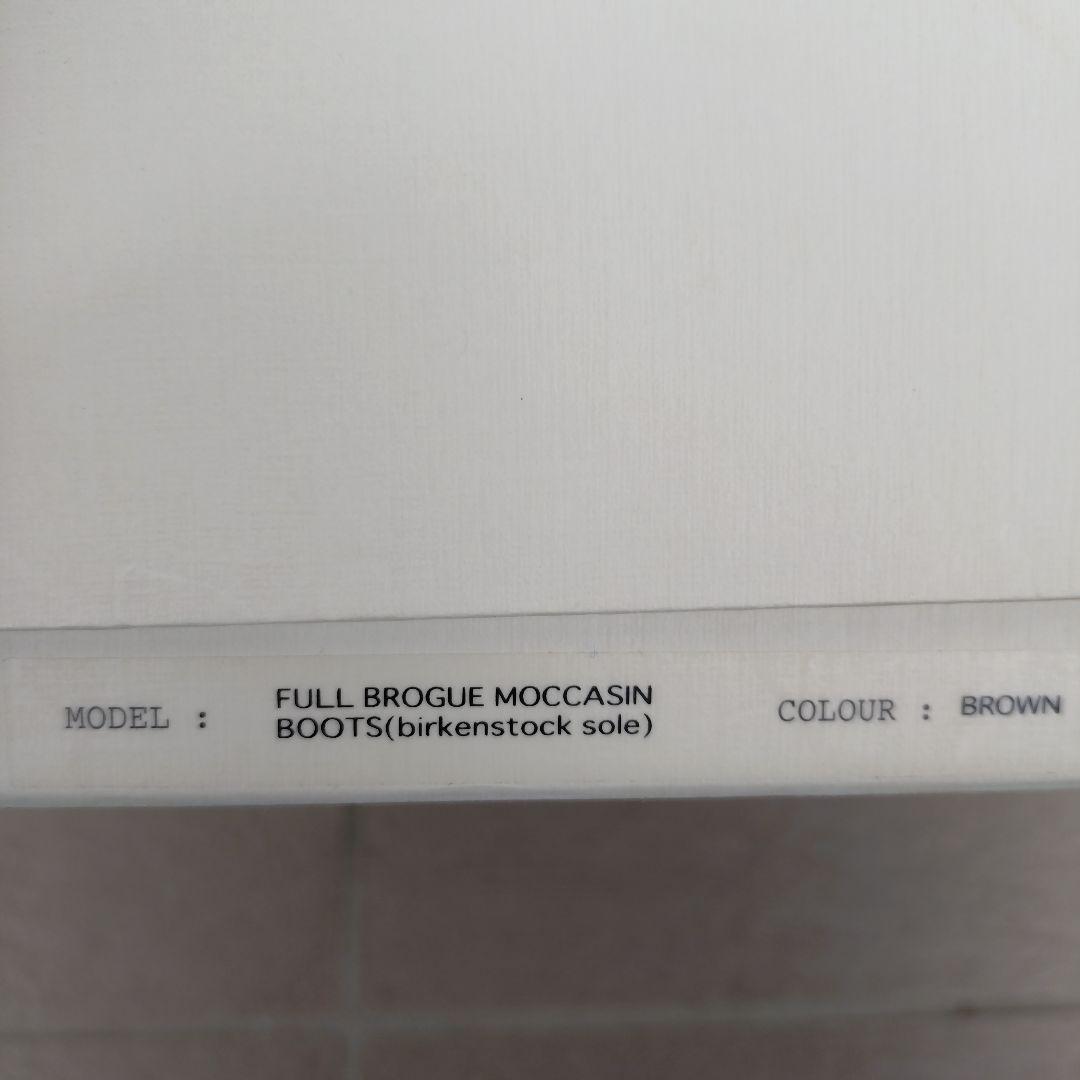 MODEL : FULL BROGUE MOCCASIN
BOOTS(birkenstock sole)
COLOUR : BROWN